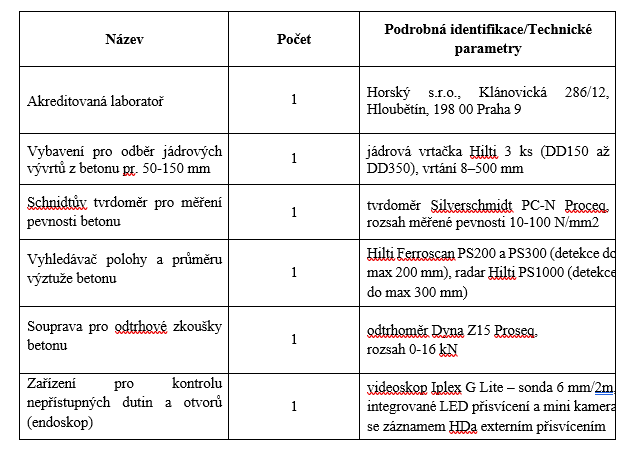 Název Počet Podrobná identifikace/Technické
parametry
Akreditovaná laboratoř 1 Horský s.r.o., Klánovická 286/12,
Hloubětín, 198 00 Praha 9
Vybavení pro odběr jádrových
vývrtů z betonu pr. 50-150 mm
1
jádrová vrtačka Hilti 3 ks (DD150 až
DD350), vrtání 8–500 mm
Schnidtův tvrdoměr pro měření
pevnosti betonu
1
tvrdoměr Silverschmidt PC-N Proceq,
rozsah měřené pevnosti 10-100 N/mm2
Vyhledávač polohy a průměru
výztuže betonu
1
Hilti Ferroscan PS200 a PS300 (detekce do
max 200 mm), radar Hilti PS1000 (detekce
do max 300 mm)
Souprava pro odtrhové zkoušky
betonu
1
odtrhoměr Dyna Z15 Proseq,
rozsah 0-16 kN
Zařízení pro kontrolu
nepřístupných dutin a otvorů
(endoskop)
1
videoskop Iplex G Lite – sonda 6 mm/2m,
integrované LED přisvícení a mini kamera
se záznamem HDa externím přisvícením